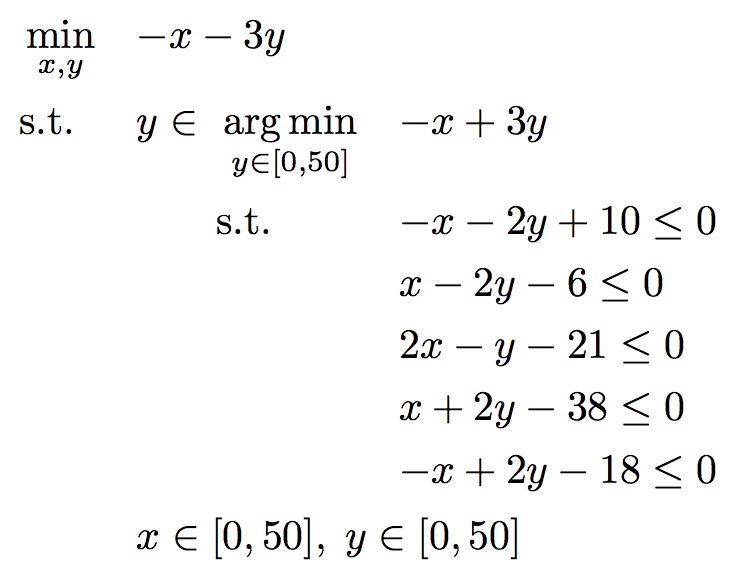 min x,y −x − 3y
s.t. y ∈ arg min y∈[0,50] −x + 3y
s.t. −x − 2y + 10 ≤ 0
x − 2y − 6 ≤ 0
2x − y − 21 ≤ 0
x + 2y − 38 ≤ 0
−x + 2y − 18 ≤ 0
x ∈ [0, 50], y ∈ [0, 50]